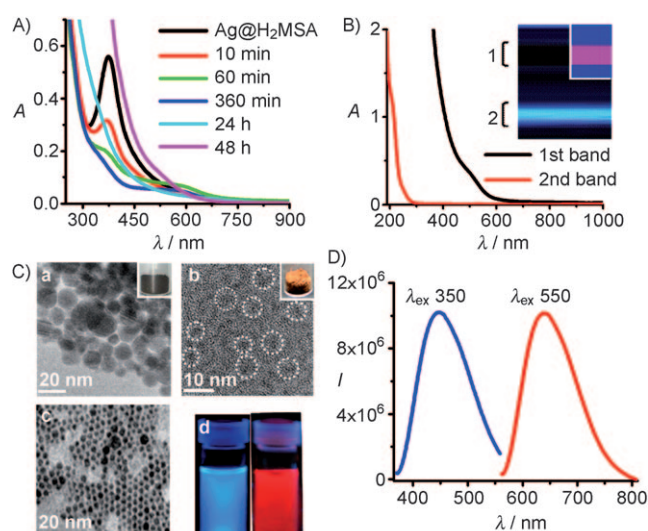 A)
0.6
0.4
A
0.2
0.0
300 450 600 750 900
λ / nm
Ag@H₂MSA
10 min
60 min
360 min
24 h
48 h
B)
2
A 1
0
200 400 600 800 1000
λ / nm
1
2
1st band
2nd band
C)
a
20 nm
b
10 nm
c
20 nm
d
D)
12x10⁶
λex 350 λex 550
8x10⁶
I
4x10⁶
0
400 500 600 700 800
λ / nm